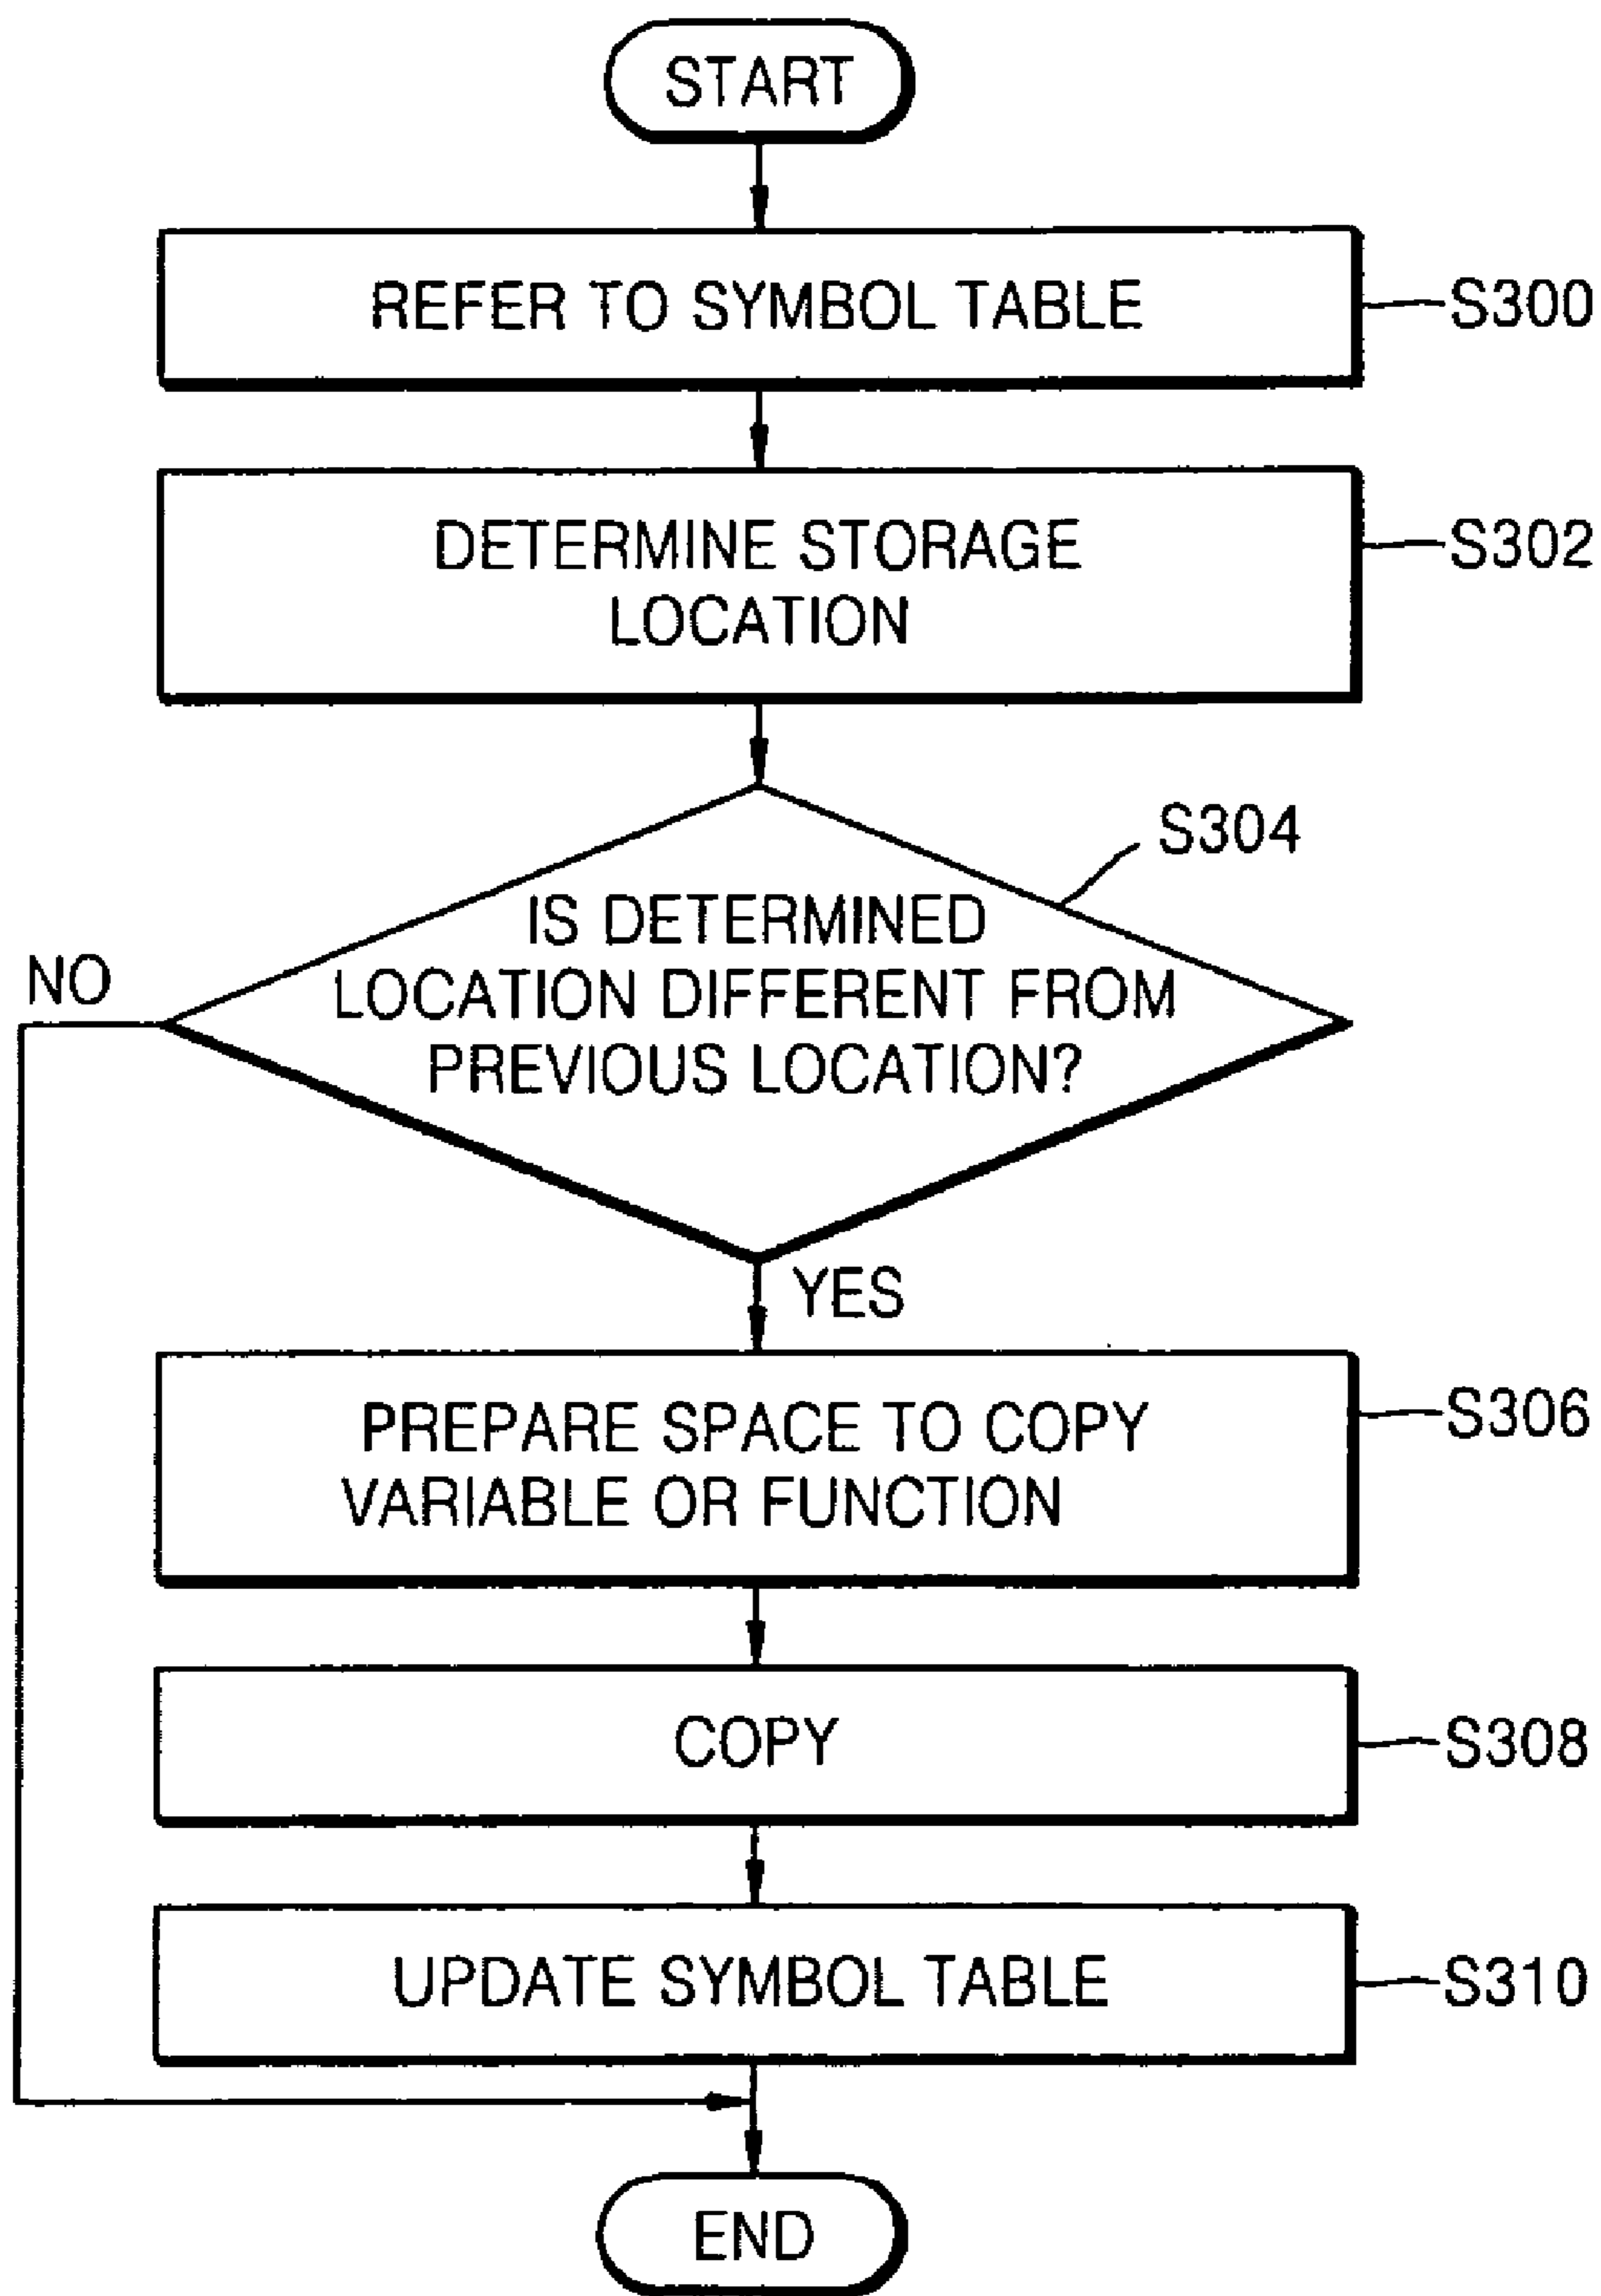 START
REFER TO SYMBOL TABLE
S300
DETERMINE STORAGE
LOCATION
S302
S304
IS DETERMINED
LOCATION DIFFERENT FROM
PREVIOUS LOCATION?
NO
YES
PREPARE SPACE TO COPY
VARIABLE OR FUNCTION
S306
COPY
S308
UPDATE SYMBOL TABLE
S310
END